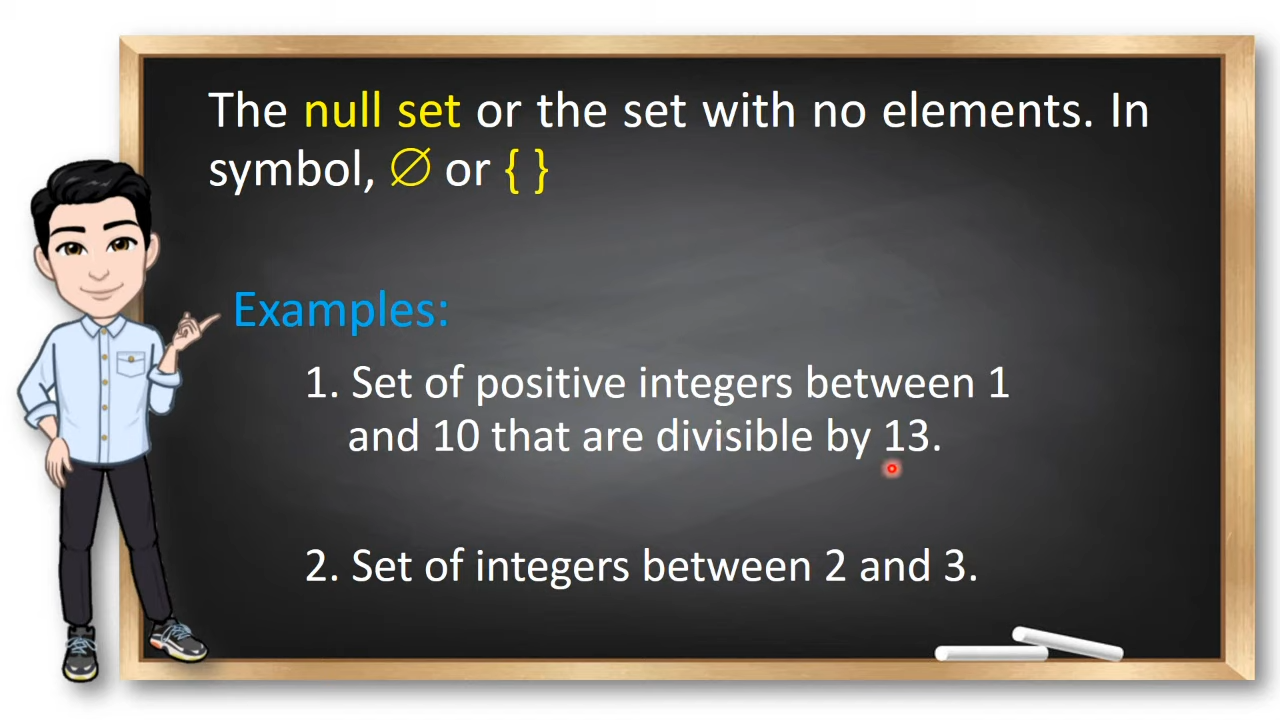 The null set or the set with no elements. In
symbol, ∅ or { }
Examples:
1. Set of positive integers between 1
and 10 that are divisible by 13.
2. Set of integers between 2 and 3.